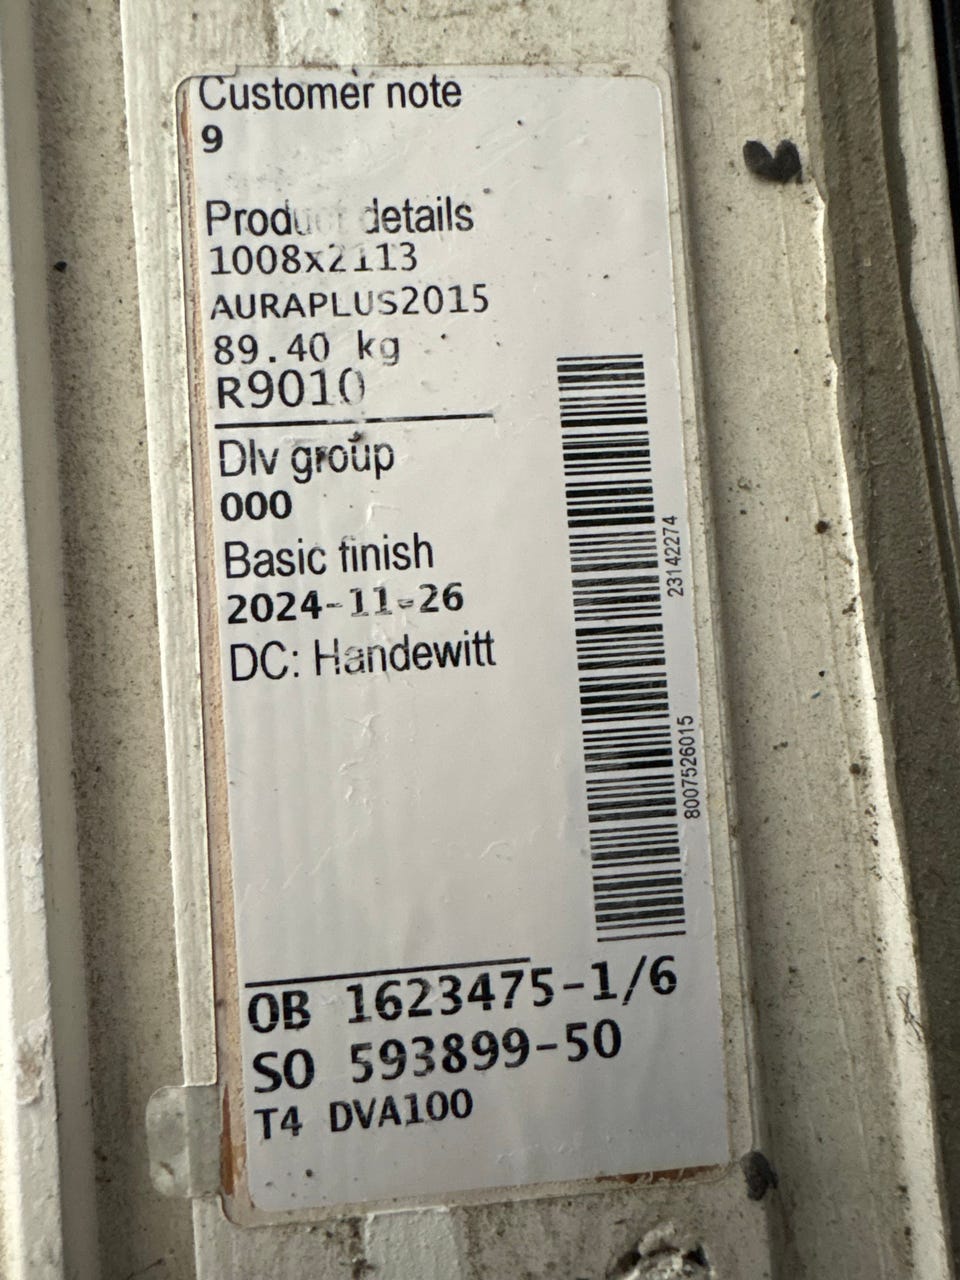 Customer note
9
Product details
1008x2113
AURAPLUS2015
89.40 kg
R9010
Dlv group
000
Basic finish
2024-11-26
DC: Handewitt
23142274
8007526015
OB 1623475-1/6
SO 593899-50
T4 DVA100